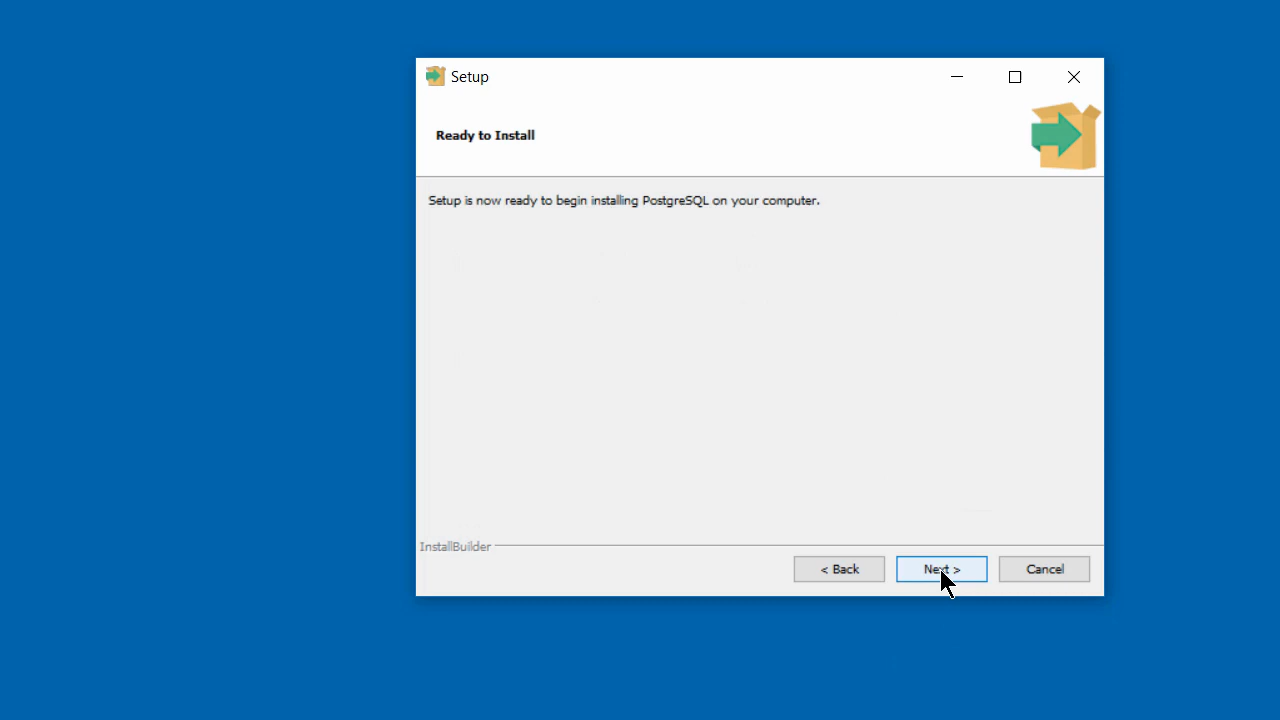 Setup
Ready to Install
Setup is now ready to begin installing PostgreSQL on your computer.
InstallBuilder
< Back
Next >
Cancel